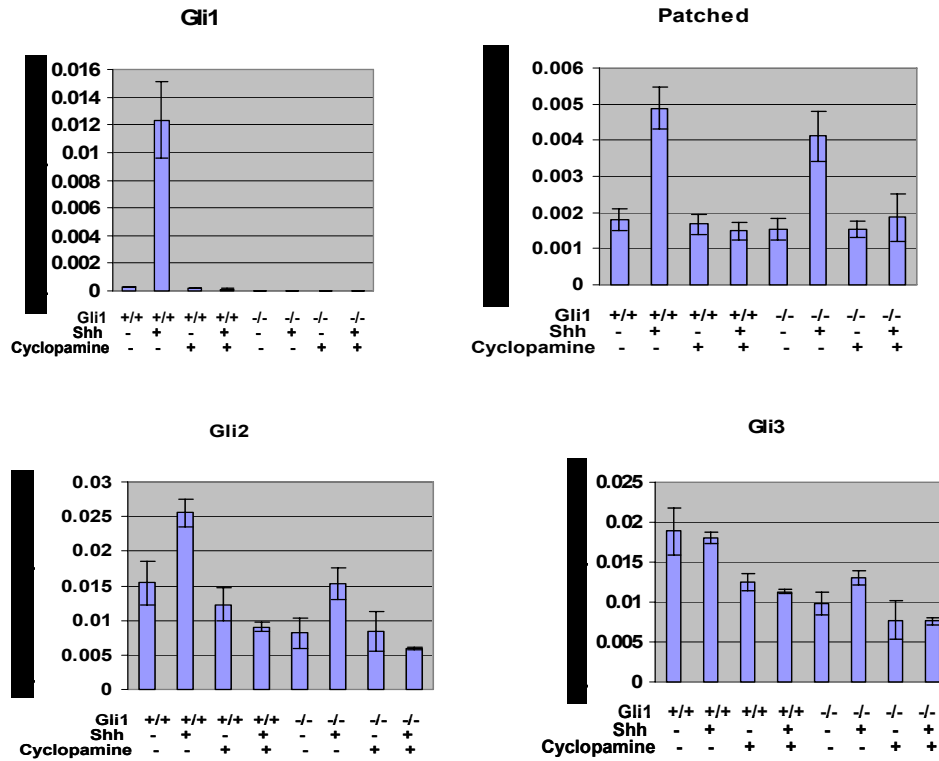 Gli1
0.016
0.014
0.012
0.01
0.008
0.006
0.004
0.002
0
Gli1 +/+ +/+ +/+ +/+ -/- -/- -/- -/-
Shh - + - + - + - +
Cyclopamine - - + + - - + +
Patched
0.006
0.005
0.004
0.003
0.002
0.001
0
Gli1 +/+ +/+ +/+ +/+ -/- -/- -/- -/-
Shh - + - + - + - +
Cyclopamine - - + + - - + +
Gli2
0.03
0.025
0.02
0.015
0.01
0.005
0
Gli1 +/+ +/+ +/+ +/+ -/- -/- -/- -/-
Shh - + - + - + - +
Cyclopamine - - + + - - + +
Gli3
0.025
0.02
0.015
0.01
0.005
0
Gli1 +/+ +/+ +/+ +/+ -/- -/- -/- -/-
Shh - + - + - + - +
Cyclopamine - - + + - - + +